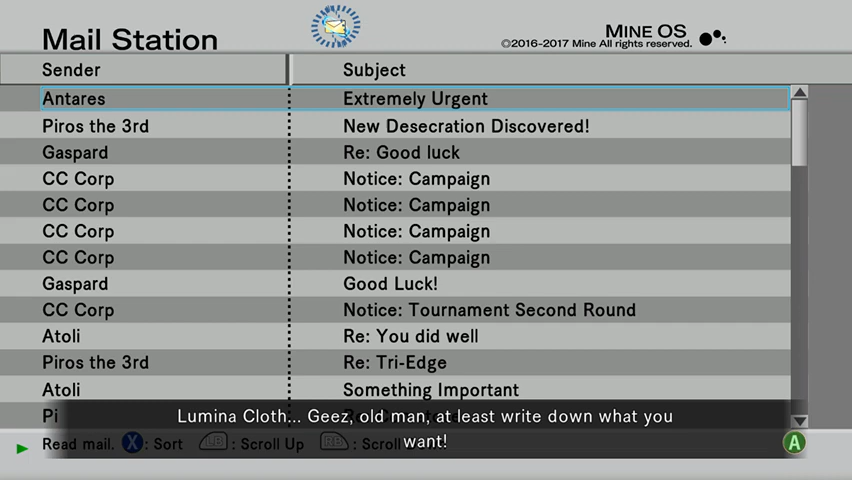 Mail Station
MINE OS
©2016-2017 Mine All rights reserved.
Sender Subject
Antares Extremely Urgent
Piros the 3rd New Desecration Discovered!
Gaspard Re: Good luck
CC Corp Notice: Campaign
CC Corp Notice: Campaign
CC Corp Notice: Campaign
CC Corp Notice: Campaign
Gaspard Good Luck!
CC Corp Notice: Tournament Second Round
Atoli Re: You did well
Piros the 3rd Re: Tri-Edge
Atoli Something Important
Pi
Lumina Cloth... Geez, old man, at least write down what you
want!
Read mail. X: Sort LB: Scroll Up RB: Scroll
A